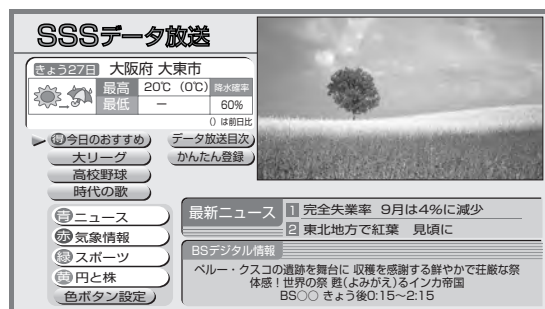 SSSデータ放送
きょう27日 大阪府 大東市
最高 20℃ (0℃) 降水確率
最低 − 60%
()は前日比
今日のおすすめ データ放送目次
大リーグ かんたん登録
高校野球
時代の歌
青 ニュース
赤 気象情報
緑 スポーツ
黄 円と株
色ボタン設定
最新ニュース 1 完全失業率 9月は4%に減少
2 東北地方で紅葉 見頃に
BSデジタル情報
ペルー・クスコの遺跡を舞台に 収穫を感謝する鮮やかで荘厳な祭
体感!世界の祭 甦(よみがえ)るインカ帝国
BS○○ きょう後0:15〜2:15